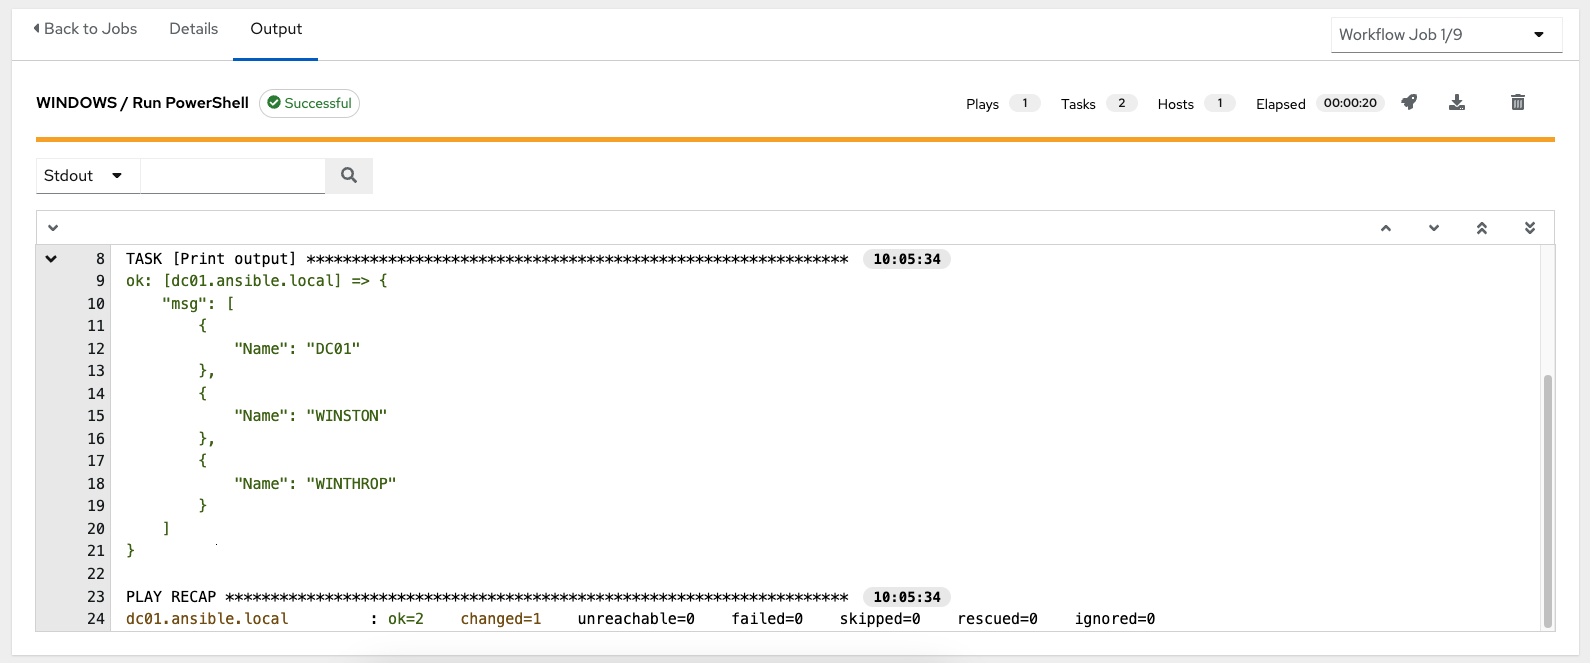 Back to Jobs Details Output Workflow Job 1/9
WINDOWS / Run PowerShell Successful Plays 1 Tasks 2 Hosts 1 Elapsed 00:00:20
Stdout
8 TASK [Print output] ************************************************************ 10:05:34
9 ok: [dc01.ansible.local] => {
10 "msg": [
11 {
12 "Name": "DC01"
13 },
14 {
15 "Name": "WINSTON"
16 },
17 {
18 "Name": "WINTHROP"
19 }
20 ]
21 }
22
23 PLAY RECAP ********************************************************************* 10:05:34
24 dc01.ansible.local : ok=2 changed=1 unreachable=0 failed=0 skipped=0 rescued=0 ignored=0